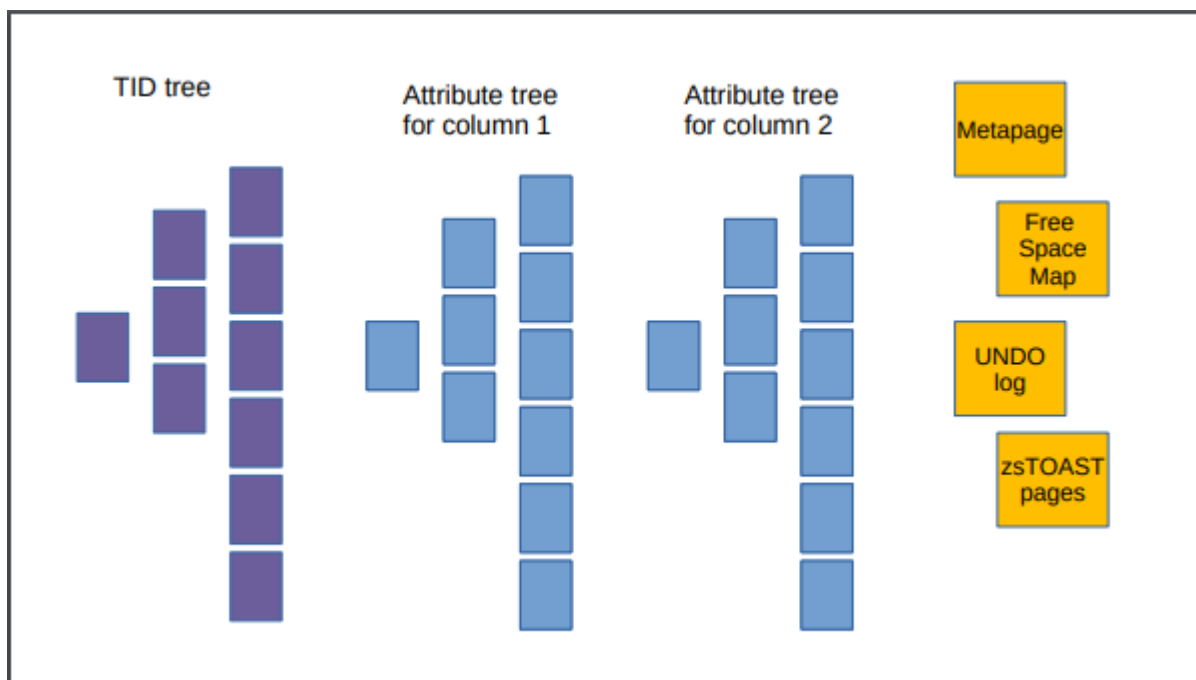 TID tree
Attribute tree
for column 1
Attribute tree
for column 2
Metapage
Free
Space
Map
UNDO
log
zsTOAST
pages